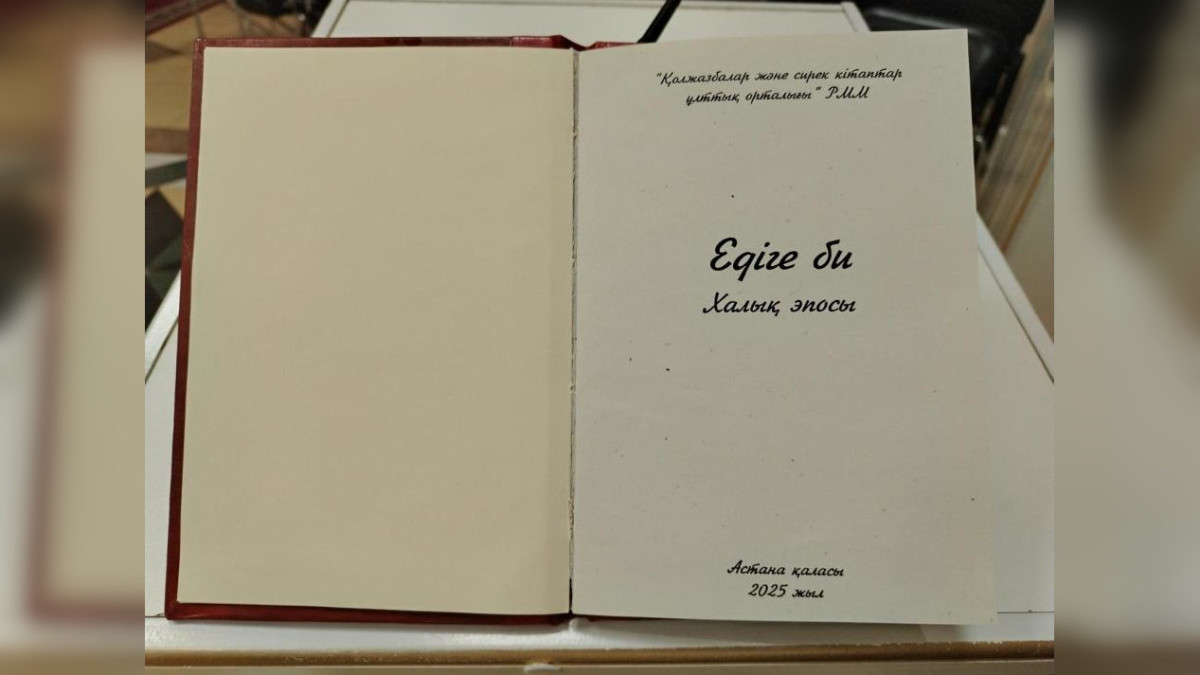 "Қолжазбалар және сирек кітаптар
ұлттық орталығы" РММ
Едіге би
Халық эпосы
Астана қаласы
2025 жыл